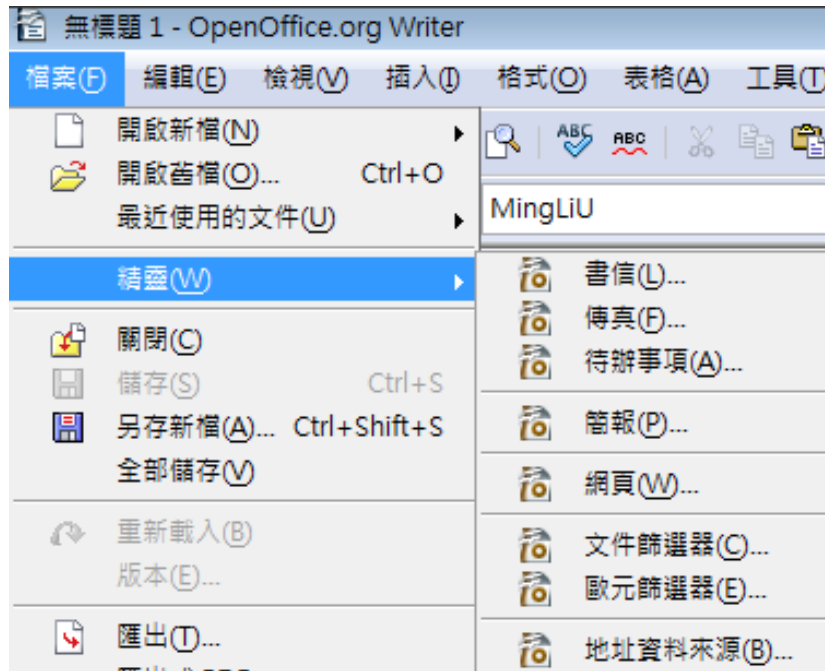 無標題 1 - OpenOffice.org Writer
檔案(F) 編輯(E) 檢視(V) 插入(I) 格式(O) 表格(A) 工具(T)
開啟新檔(N)
開啟舊檔(O)... Ctrl+O
最近使用的文件(U)
ABC ABC
MingLiU
精靈(W)
關閉(C)
儲存(S) Ctrl+S
另存新檔(A)... Ctrl+Shift+S
全部儲存(V)
重新載入(B)
版本(E)...
匯出(T)...
書信(L)...
傳真(F)...
待辦事項(A)...
簡報(P)...
網頁(W)...
文件篩選器(C)...
歐元篩選器(E)...
地址資料來源(B)...